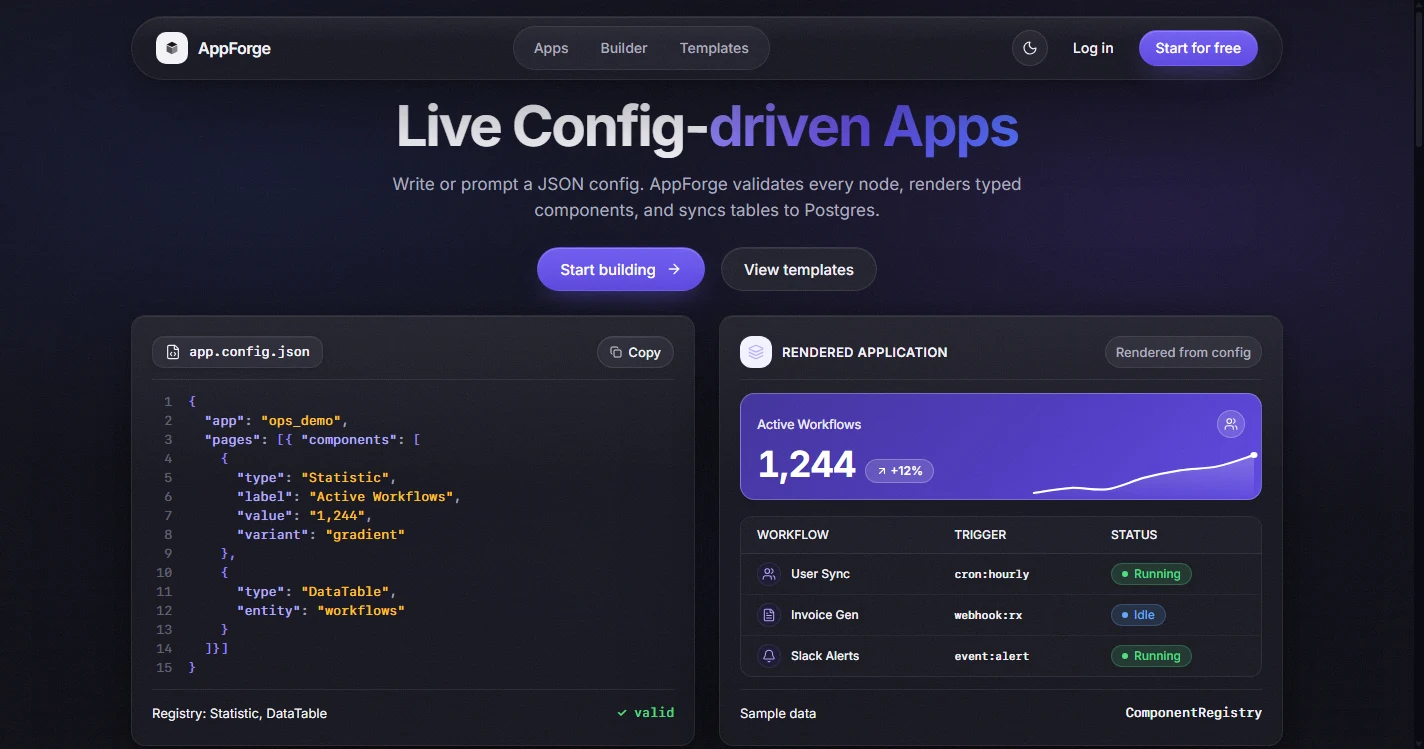 AppForge
Apps Builder Templates
Log in
Start for free
Live Config-driven Apps
Write or prompt a JSON config. AppForge validates every node, renders typed
components, and syncs tables to Postgres.
Start building →
View templates
app.config.json
Copy
1 {
2 "app": "ops_demo",
3 "pages": [{ "components": [
4 {
5 "type": "Statistic",
6 "label": "Active Workflows",
7 "value": "1,244",
8 "variant": "gradient"
9 },
10 {
11 "type": "DataTable",
12 "entity": "workflows"
13 }
14 ]}]
15 }
Registry: Statistic, DataTable
✓ valid
RENDERED APPLICATION
Rendered from config
Active Workflows
1,244 ↗ +12%
WORKFLOW TRIGGER STATUS
User Sync cron:hourly Running
Invoice Gen webhook:rx Idle
Slack Alerts event:alert Running
Sample data
ComponentRegistry